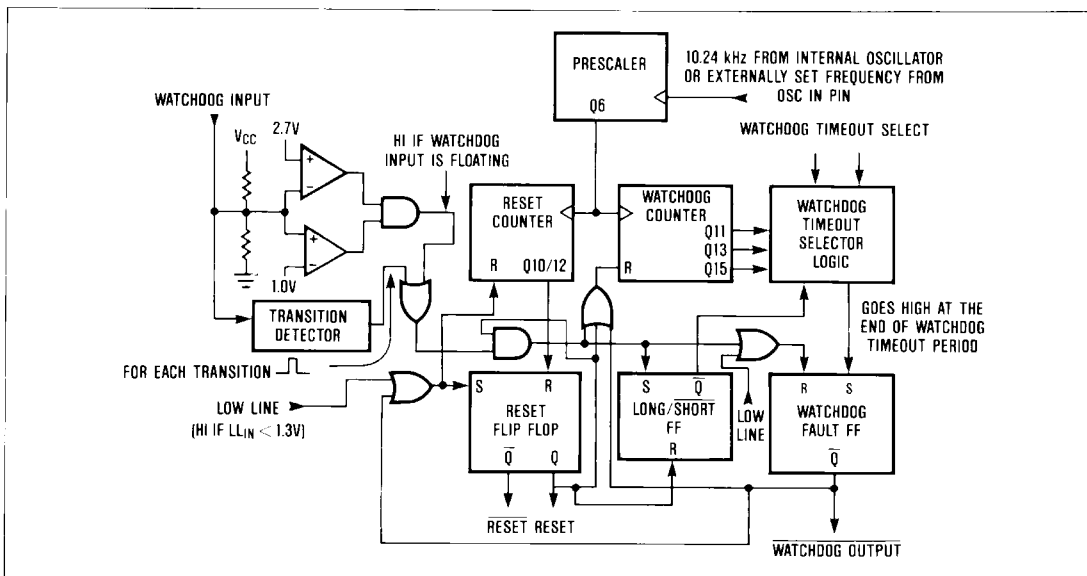 PRESCALER
Q6
10.24 kHz FROM INTERNAL OSCILLATOR
OR EXTERNALLY SET FREQUENCY FROM
OSC IN PIN
WATCHDOG INPUT
VCC
2.7V
+
−
+
−
1.0V
HI IF WATCHDOG
INPUT IS FLOATING
WATCHDOG TIMEOUT SELECT
RESET
COUNTER
R Q10/12
WATCHDOG
COUNTER
Q11
Q13
Q15
R
WATCHDOG
TIMEOUT
SELECTOR
LOGIC
TRANSITION
DETECTOR
FOR EACH TRANSITION
GOES HIGH AT THE
END OF WATCHDOG
TIMEOUT PERIOD
LOW LINE
(HI IF LLIN < 1.3V)
S R
RESET
FLIP FLOP
Q̅ Q
S Q̅
LONG/S̅H̅O̅R̅T̅
FF
R
LOW
LINE
R S
WATCHDOG
FAULT FF
Q̅
R̅E̅S̅E̅T̅ RESET
W̅A̅T̅C̅H̅D̅O̅G̅ O̅U̅T̅P̅U̅T̅